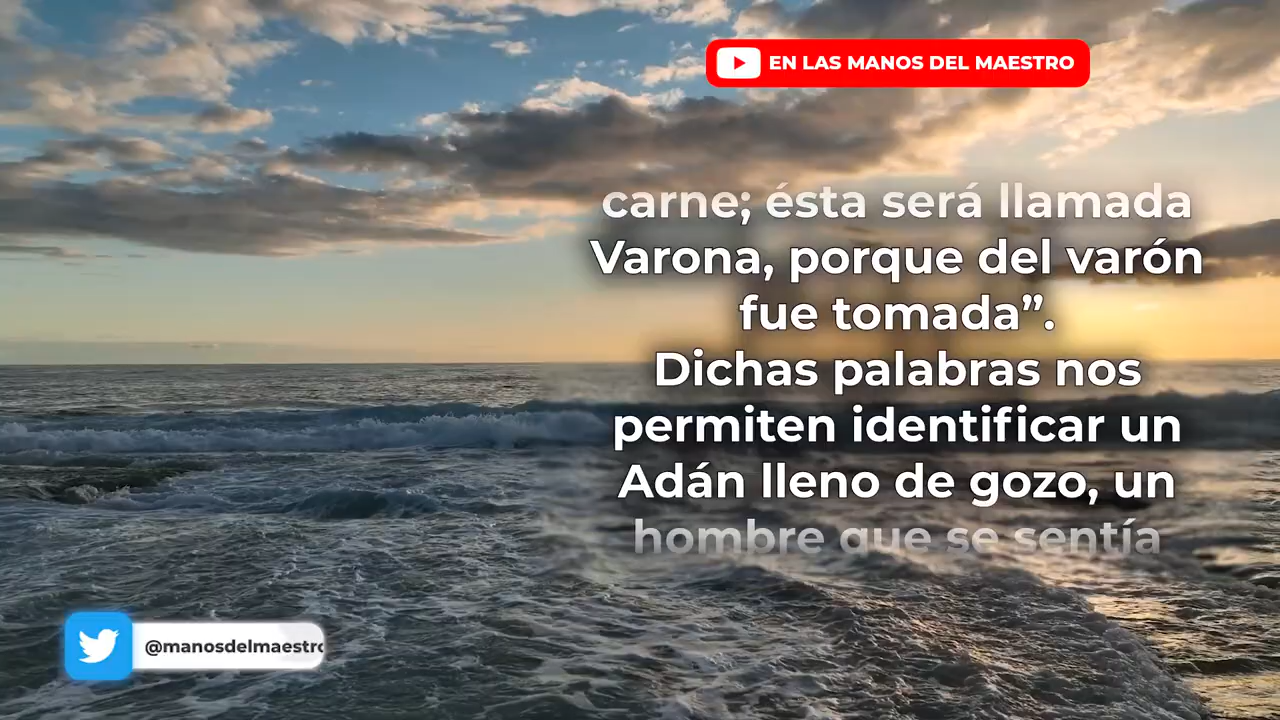 EN LAS MANOS DEL MAESTRO
carne; ésta será llamada
Varona, porque del varón
fue tomada”.
Dichas palabras nos
permiten identificar un
Adán lleno de gozo, un
hombre que se sentía
@manosdelmaestro